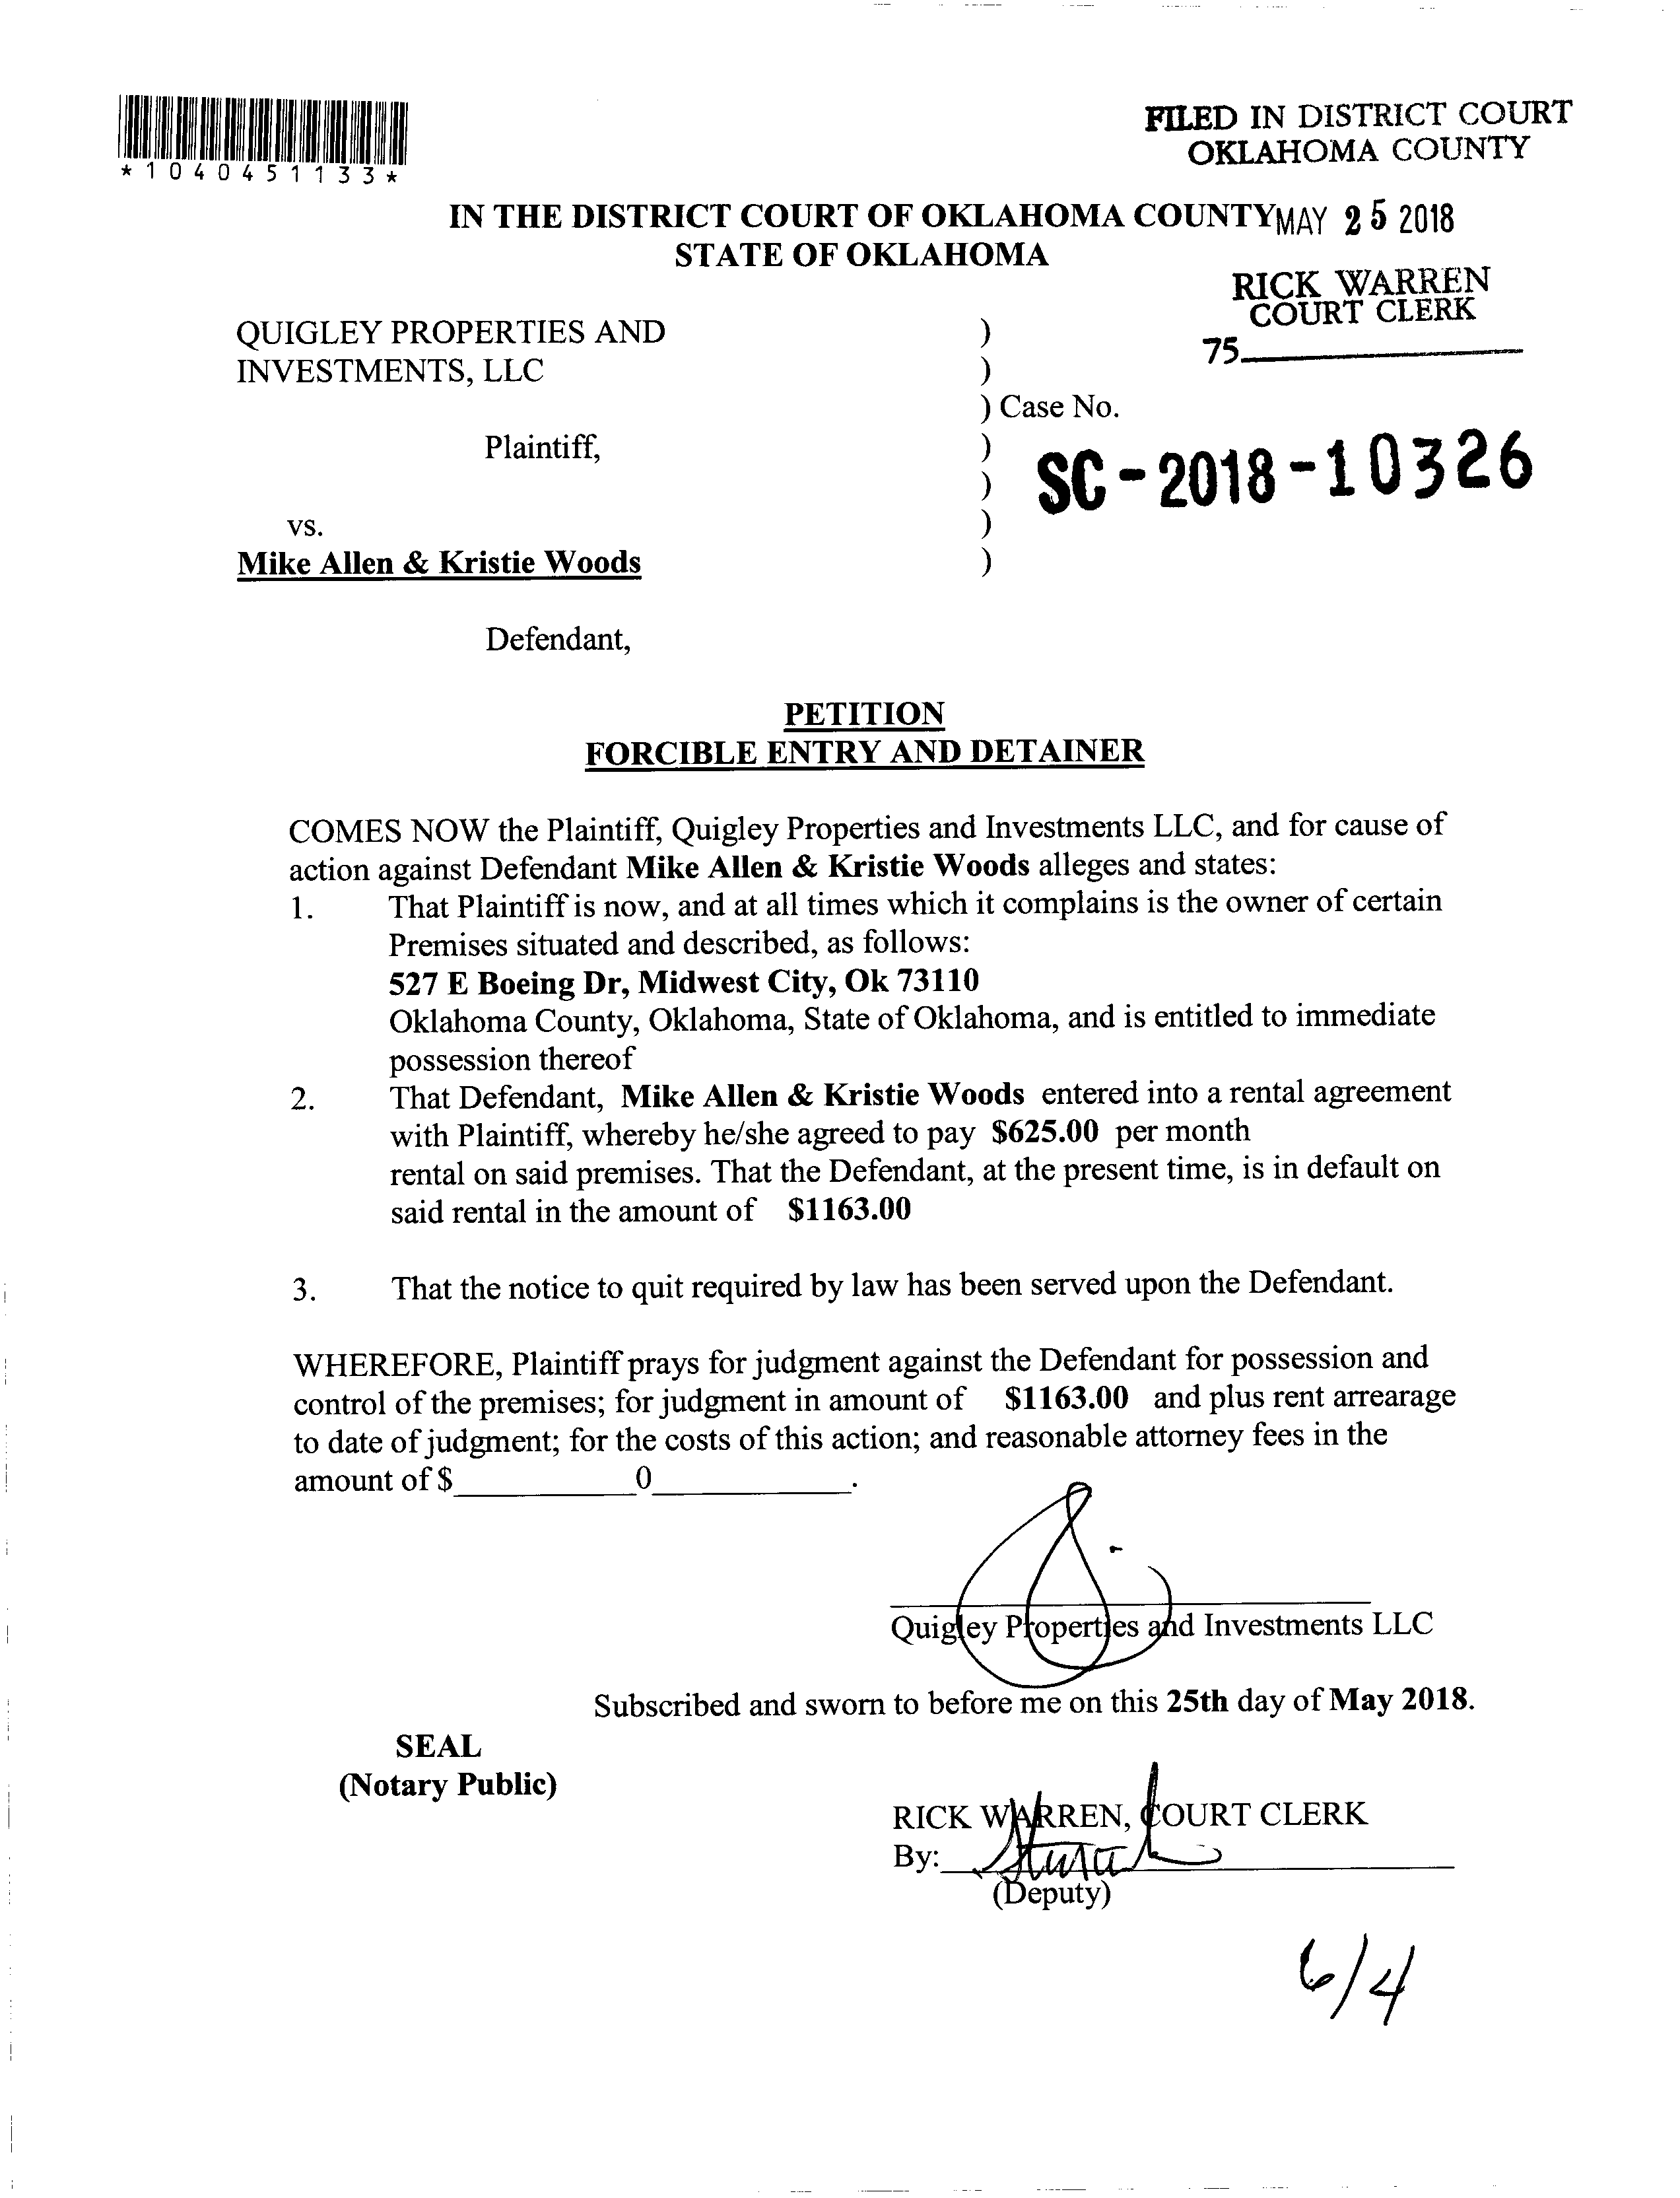 *1040451133*
FILED IN DISTRICT COURT
OKLAHOMA COUNTY
IN THE DISTRICT COURT OF OKLAHOMA COUNTY MAY 25 2018
STATE OF OKLAHOMA
RICK WARREN
COURT CLERK
75
QUIGLEY PROPERTIES AND )
INVESTMENTS, LLC )
) Case No.
Plaintiff, )
) SC-2018-10326
vs. )
Mike Allen & Kristie Woods )
Defendant,
PETITION
FORCIBLE ENTRY AND DETAINER
COMES NOW the Plaintiff, Quigley Properties and Investments LLC, and for cause of
action against Defendant Mike Allen & Kristie Woods alleges and states:
1. That Plaintiff is now, and at all times which it complains is the owner of certain
Premises situated and described, as follows:
527 E Boeing Dr, Midwest City, Ok 73110
Oklahoma County, Oklahoma, State of Oklahoma, and is entitled to immediate
possession thereof
2. That Defendant, Mike Allen & Kristie Woods entered into a rental agreement
with Plaintiff, whereby he/she agreed to pay $625.00 per month
rental on said premises. That the Defendant, at the present time, is in default on
said rental in the amount of $1163.00
3. That the notice to quit required by law has been served upon the Defendant.
WHEREFORE, Plaintiff prays for judgment against the Defendant for possession and
control of the premises; for judgment in amount of $1163.00 and plus rent arrearage
to date of judgment; for the costs of this action; and reasonable attorney fees in the
amount of $____________0_____________.
Quigley Properties and Investments LLC
Subscribed and sworn to before me on this 25th day of May 2018.
SEAL
(Notary Public)
RICK WARREN, COURT CLERK
By:
(Deputy)
6/4